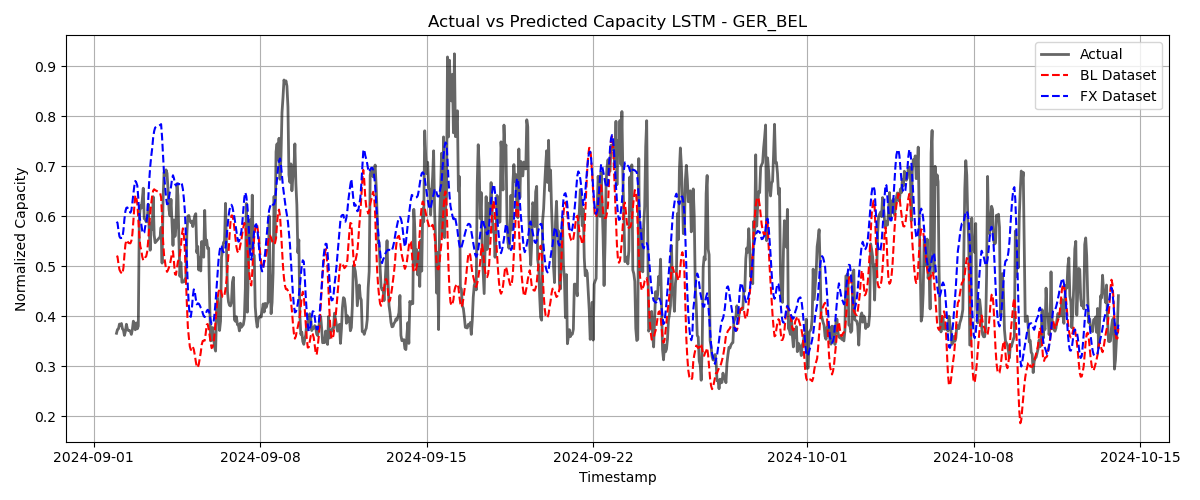 Actual vs Predicted Capacity LSTM - GER_BEL
Normalized Capacity
0.9
0.8
0.7
0.6
0.5
0.4
0.3
0.2
Actual
BL Dataset
FX Dataset
2024-09-01
2024-09-08
2024-09-15
2024-09-22
2024-10-01
2024-10-08
2024-10-15
Timestamp